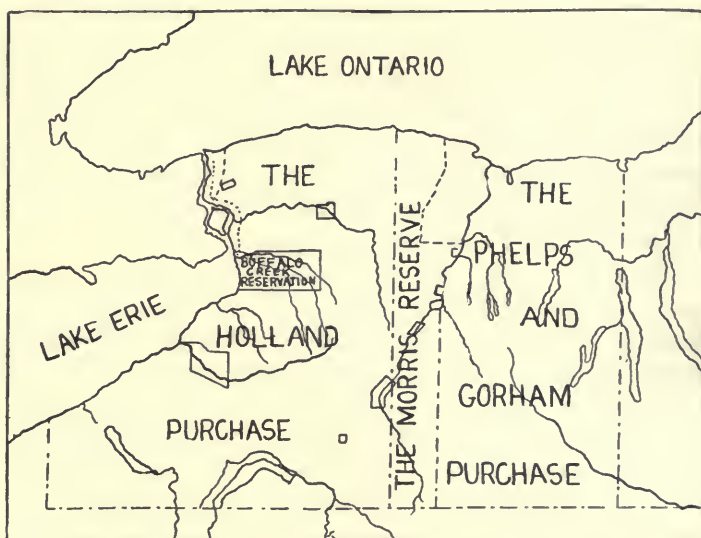 LAKE ONTARIO
THE
HOLLAND
PURCHASE
BUFFALO
CREEK
RESERVATION
LAKE ERIE
THE MORRIS RESERVE
THE
PHELPS
AND
GORHAM
PURCHASE